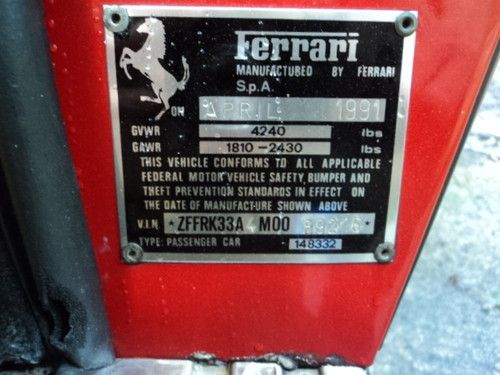 Ferrari
MANUFACTURED BY FERRARI
S.p.A.
ON APRIL 1991
GVWR 4240 lbs
GAWR 1810-2430 lbs
THIS VEHICLE CONFORMS TO ALL APPLICABLE
FEDERAL MOTOR VEHICLE SAFETY, BUMPER AND
THEFT PREVENTION STANDARDS IN EFFECT ON
THE DATE OF MANUFACTURE SHOWN ABOVE
V.I.N. *ZFFRK33A M00
TYPE: PASSENGER CAR 148332